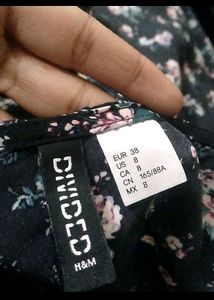 DIVIDED
H&M
EUR 38
US 8
CA 8
CN 165/88A
MX 8